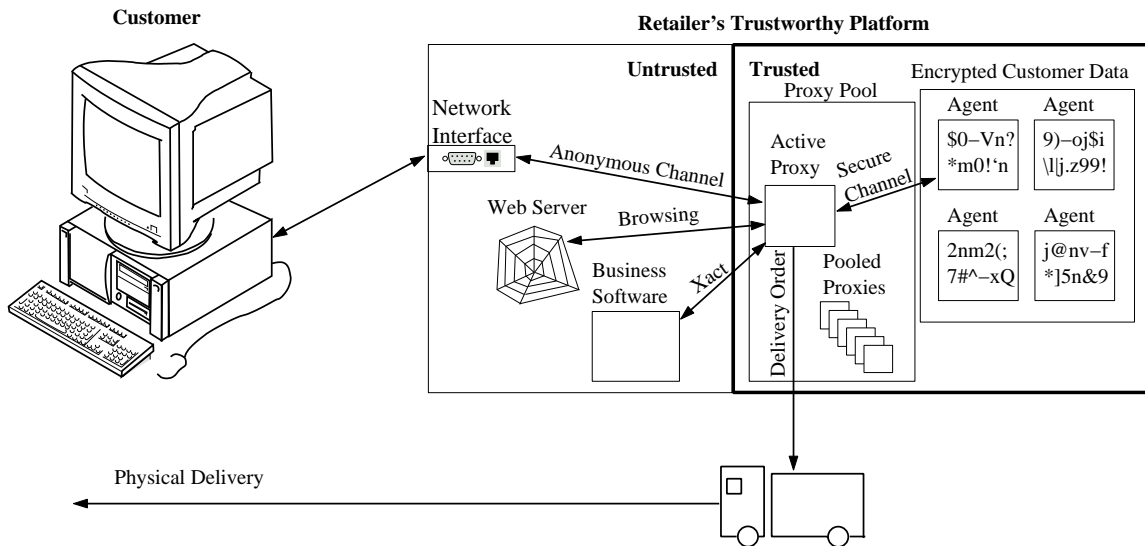 Customer
Retailer's Trustworthy Platform
Untrusted
Trusted
Encrypted Customer Data
Proxy Pool
Network
Interface
Anonymous Channel
Active
Proxy
Secure
Channel
Agent
$0−Vn?
*m0!‘n
Agent
9)−oj$i
\l|j.z99!
Web Server
Browsing
Business
Software
Xact
Delivery Order
Pooled
Proxies
Agent
2nm2(;
7#^−xQ
Agent
j@nv−f
*]5n&9
Physical Delivery